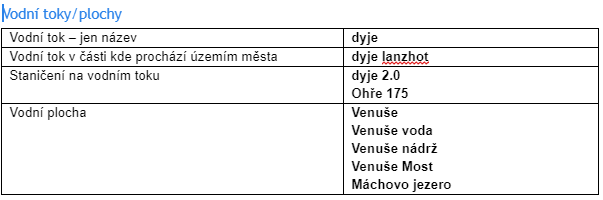 Vodní toky/plochy
Vodní tok – jen název dyje
Vodní tok v části kde prochází územím města dyje lanzhot
Staničení na vodním toku dyje 2.0
Ohře 175
Vodní plocha Venuše
Venuše voda
Venuše nádrž
Venuše Most
Máchovo jezero